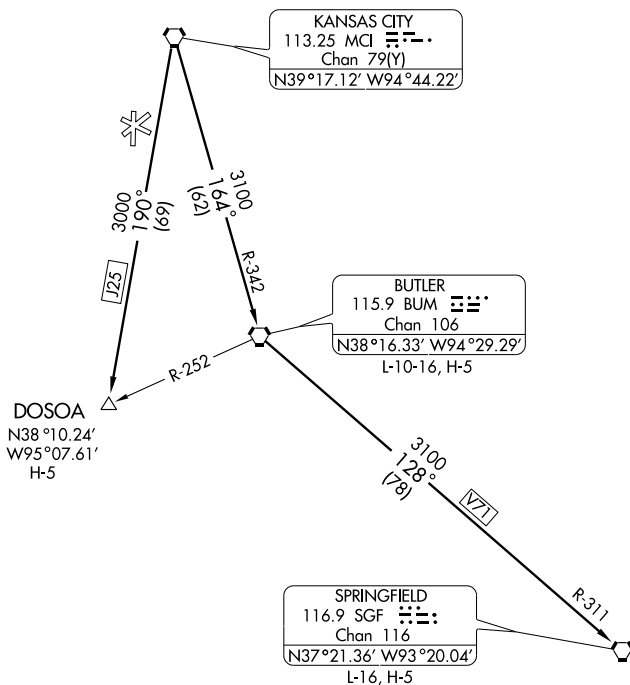 KANSAS CITY
113.25 MCI
Chan 79(Y)
N39°17.12' W94°44.22'
3000
190°
(69)
J25
3100
164°
(62)
R-342
BUTLER
115.9 BUM
Chan 106
N38°16.33' W94°29.29'
L-10-16, H-5
R-252
DOSOA
N38°10.24'
W95°07.61'
H-5
3100
128°
(78)
V71
R-311
SPRINGFIELD
116.9 SGF
Chan 116
N37°21.36' W93°20.04'
L-16, H-5